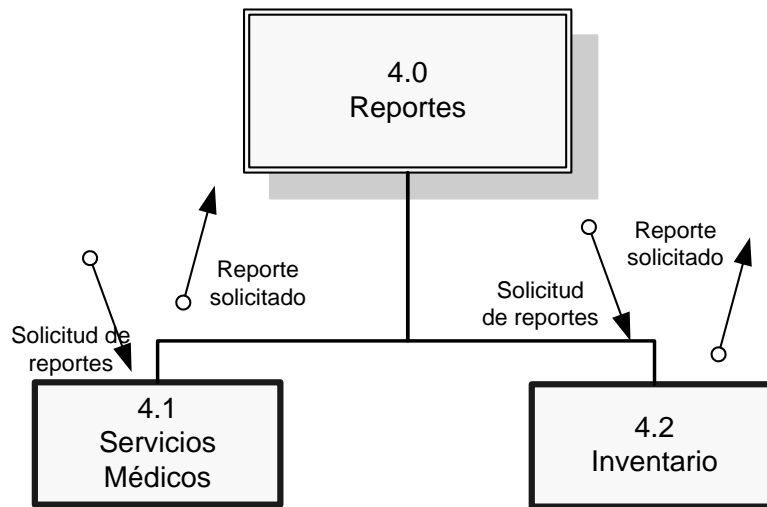 4.0
Reportes
Reporte
solicitado
Solicitud de
reportes
Solicitud
de reportes
Reporte
solicitado
4.1
Servicios
Médicos
4.2
Inventario